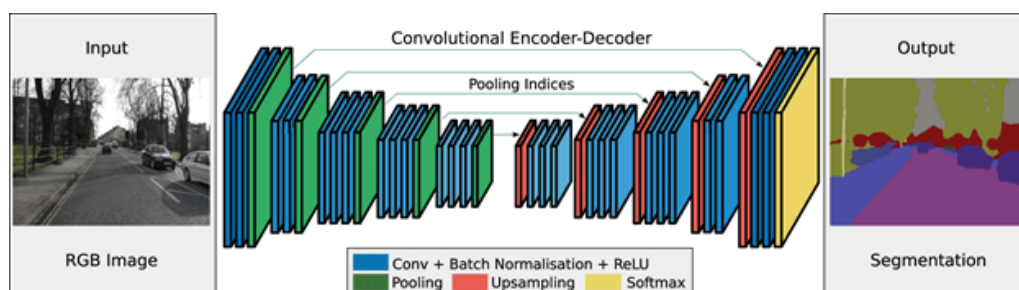 Input
Convolutional Encoder-Decoder
Output
Pooling Indices
RGB Image
Segmentation
Conv + Batch Normalisation + ReLU
Pooling
Upsampling
Softmax